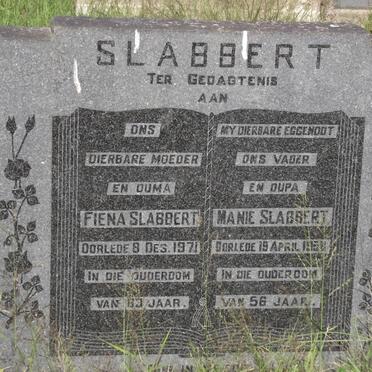 SLABBERT
TER GEDAGTENIS
AAN
ONS
DIERBARE MOEDER
EN OUMA
FIENA SLABBERT
OORLEDE 8 DES. 1971
IN DIE OUDERDOM
VAN 63 JAAR.
MY DIERBARE EGGENOOT
ONS VADER
EN OUPA
MANIE SLABBERT
OORLEDE 19 APRIL
IN DIE OUDERDOM
VAN 56 JAAR.